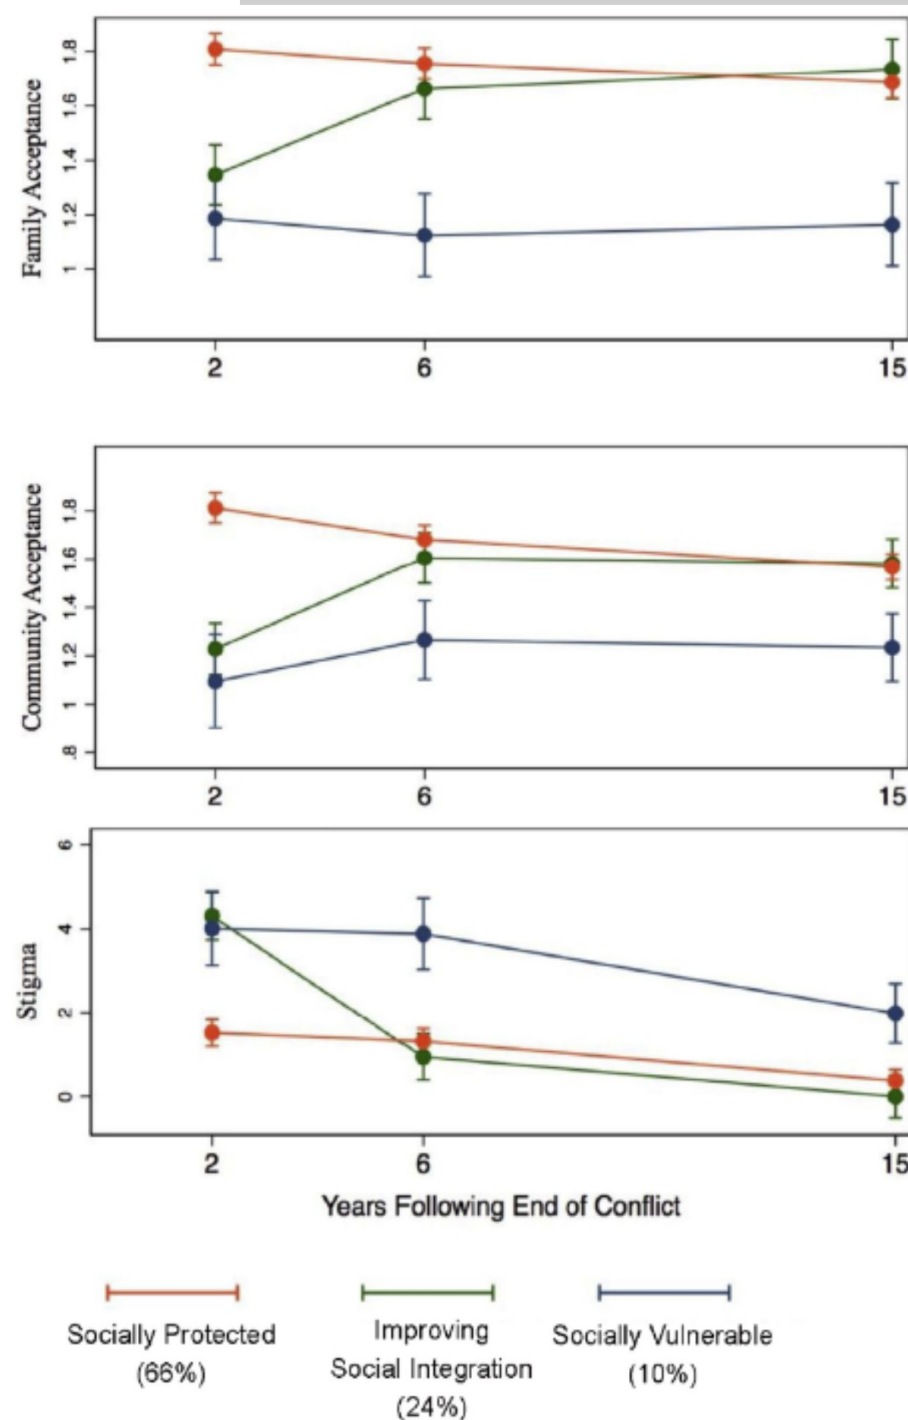 Family Acceptance
1.8
1.6
1.4
1.2
1
2 6 15
Community Acceptance
1.8
1.6
1.4
1.2
1
.8
2 6 15
Stigma
6
4
2
0
2 6 15
Years Following End of Conflict
Socially Protected
(66%)
Improving
Social Integration
(24%)
Socially Vulnerable
(10%)